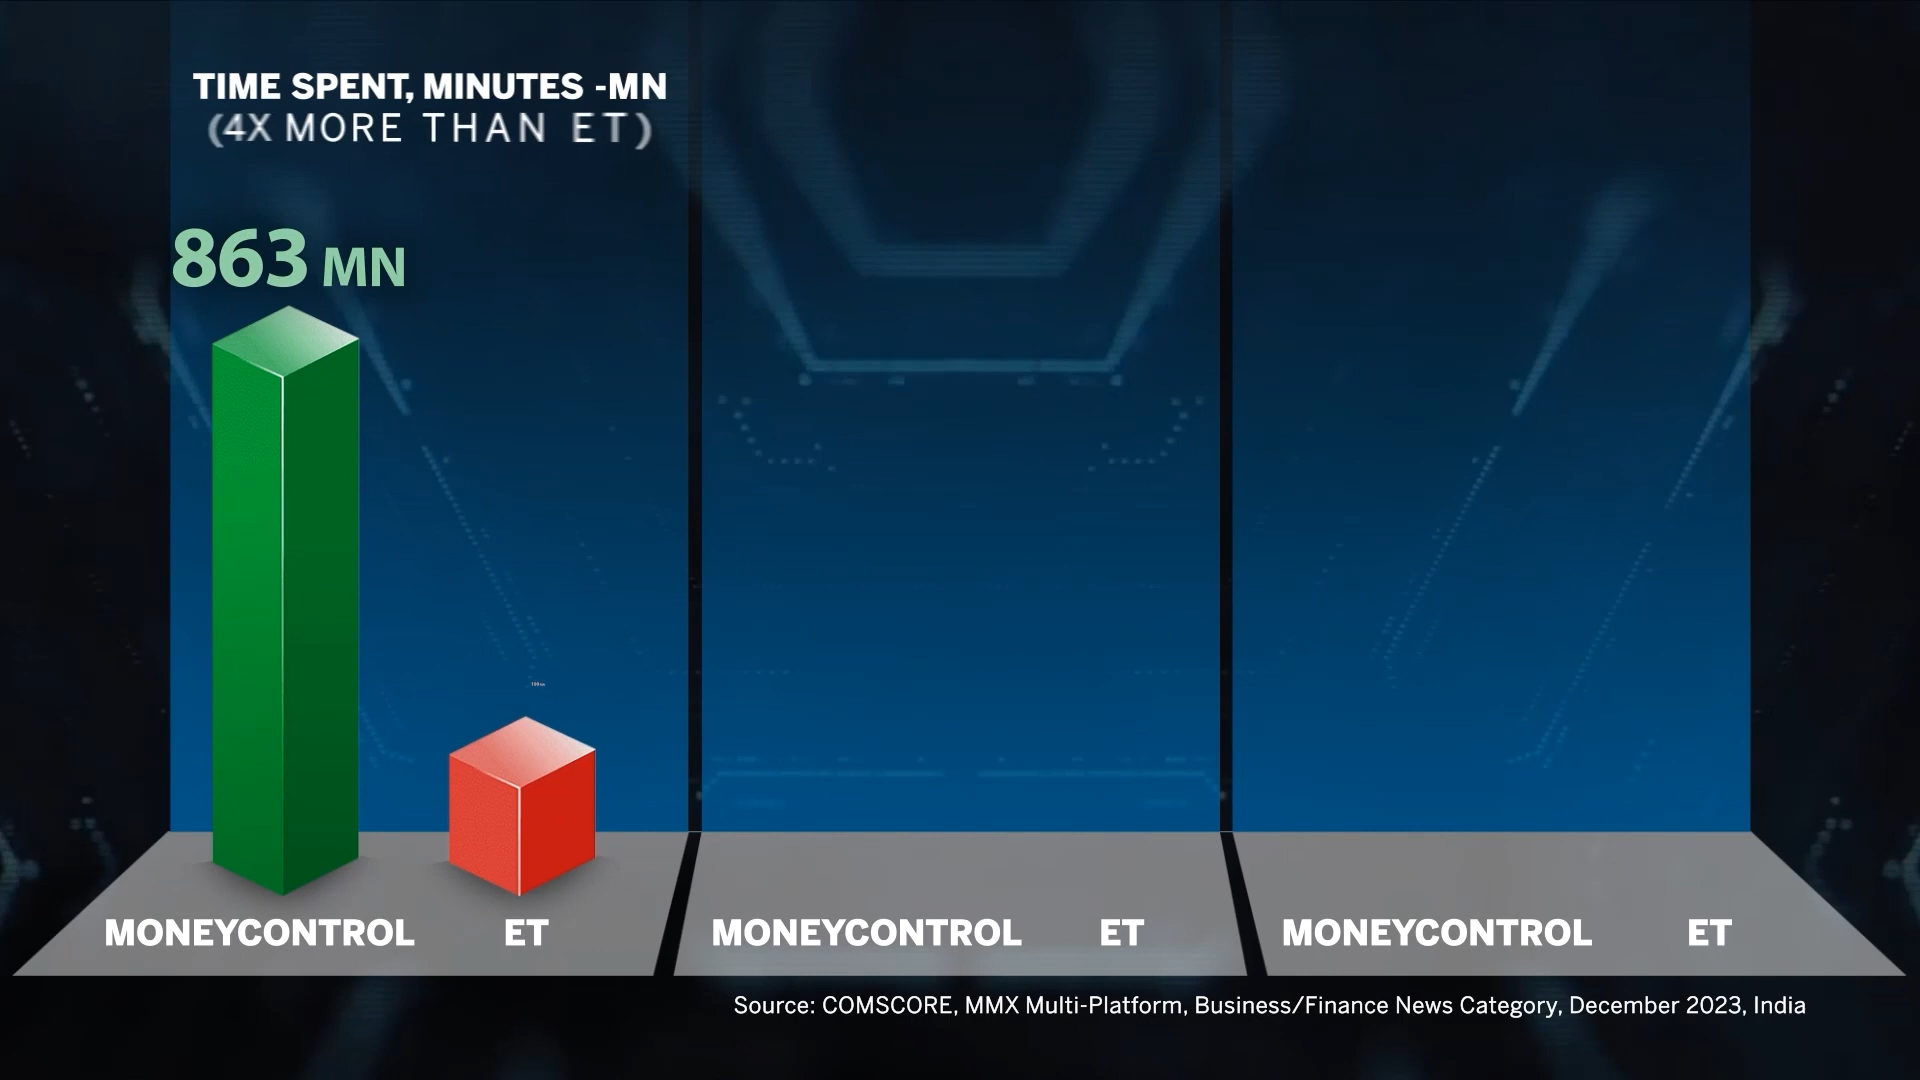 TIME SPENT, MINUTES -MN
(4X MORE THAN ET)
863 MN
MONEYCONTROL ET MONEYCONTROL ET MONEYCONTROL ET
Source: COMSCORE, MMX Multi-Platform, Business/Finance News Category, December 2023, India